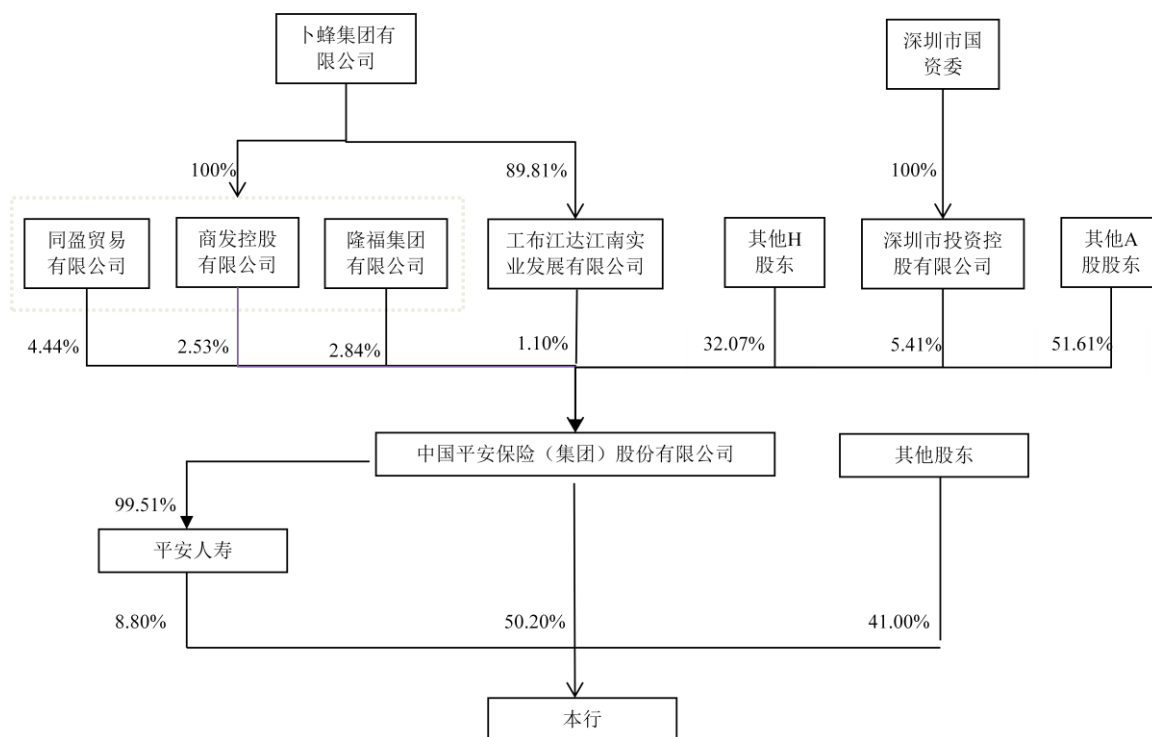 卜蜂集团有
限公司
深圳市国
资委
100%
89.81%
100%
同盈贸易
有限公司
商发控股
有限公司
隆福集团
有限公司
工布江达江南实
业发展有限公司
其他H
股东
深圳市投资控
股有限公司
其他A
股股东
4.44%
2.53%
2.84%
1.10%
32.07%
5.41%
51.61%
中国平安保险（集团）股份有限公司
其他股东
99.51%
平安人寿
8.80%
50.20%
41.00%
本行